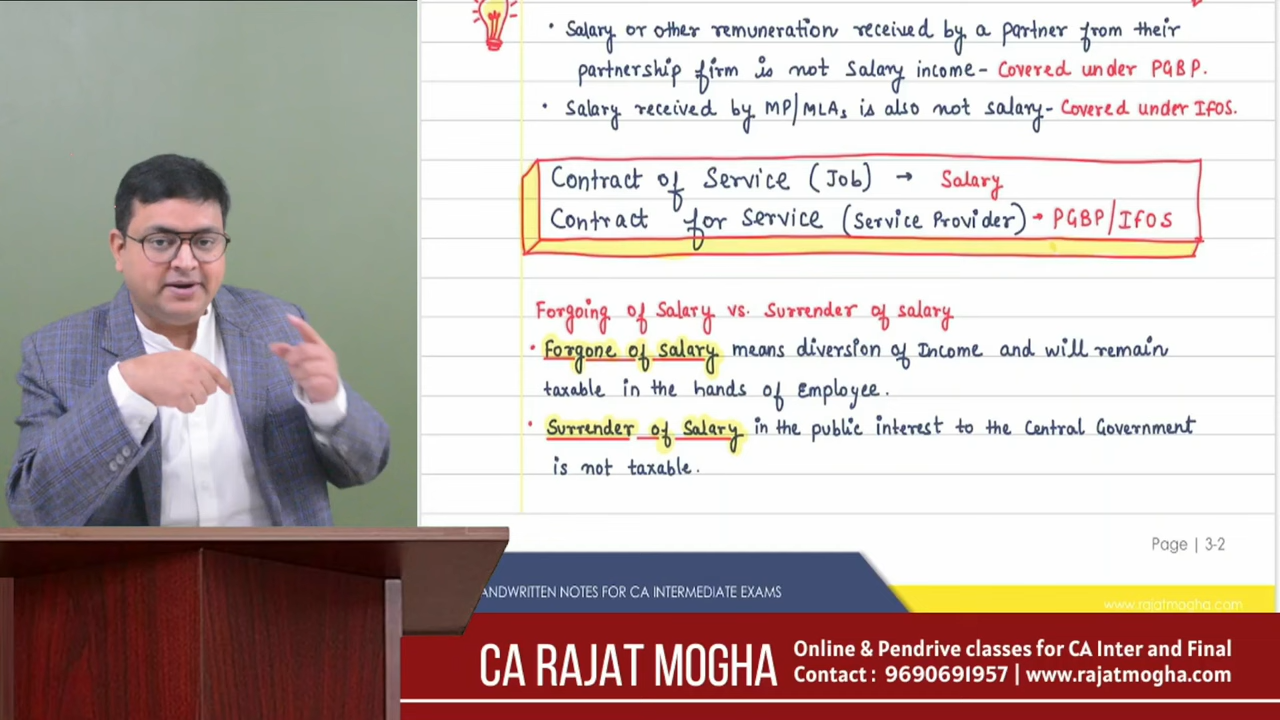 • Salary or other remuneration received by a partner from their
partnership firm is not Salary income - Covered under PGBP.
• Salary received by MP/MLAs is also not salary - Covered under IFOS.
Contract of Service (Job) → Salary
Contract for Service (Service Provider) → PGBP/IFOS
Forgoing of Salary vs. Surrender of salary
• Forgone of salary means diversion of Income and will remain
taxable in the hands of Employee.
• Surrender of Salary in the public interest to the Central Government
is not taxable.
Page | 3-2
ANDWRITTEN NOTES FOR CA INTERMEDIATE EXAMS
www.rajatmogha.com
CA RAJAT MOGHA
Online & Pendrive classes for CA Inter and Final
Contact : 9690691957 | www.rajatmogha.com